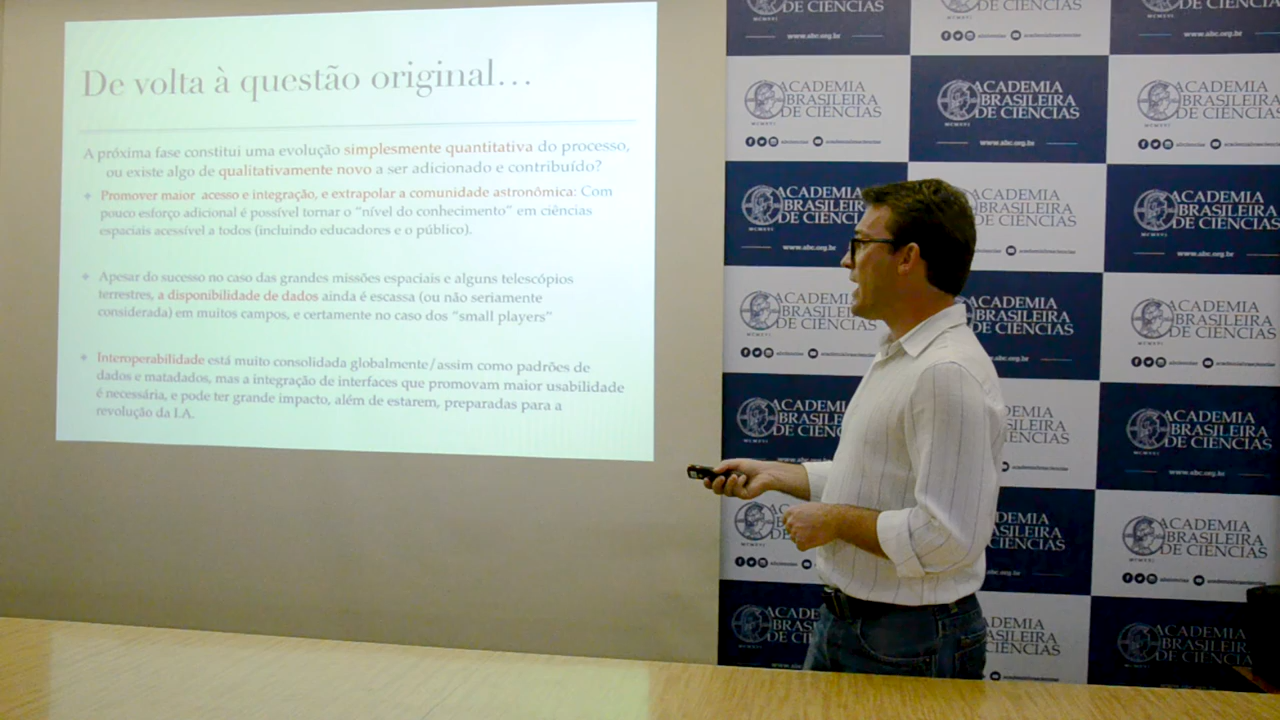 De volta à questão original...
A próxima fase constitui uma evolução simplesmente quantitativa do processo,
ou existe algo de qualitativamente novo a ser adicionado e contribuído?
Promover maior acesso e integração, e extrapolar a comunidade astronômica: Com
pouco esforço adicional é possível tornar o “nível do conhecimento” em ciências
espaciais acessível a todos (incluindo educadores e o público).
Apesar do sucesso no caso das grandes missões espaciais e alguns telescópios
terrestres, a disponibilidade de dados ainda é escassa (ou não seriamente
considerada) em muitos campos, e certamente no caso dos “small players”
Interoperabilidade está muito consolidada globalmente/assim como padrões de
dados e matadados, mas a integração de interfaces que promovam maior usabilidade
é necessária, e pode ter grande impacto, além de estarem, preparadas para a
revolução da I.A.
ACADEMIA
BRASILEIRA
DE CIÊNCIAS
MCMXVI
www.abc.org.br